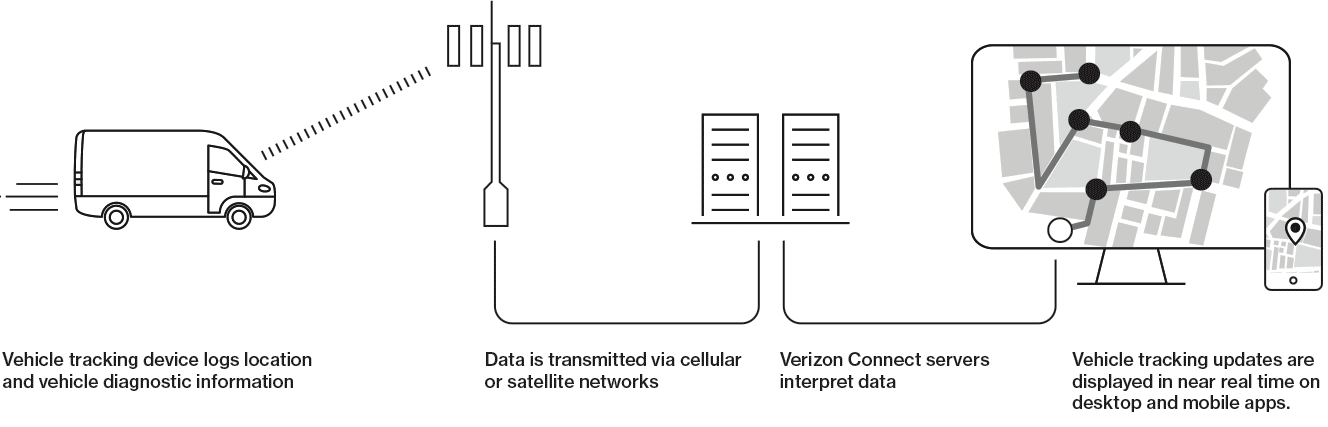 Vehicle tracking device logs location
and vehicle diagnostic information
Data is transmitted via cellular
or satellite networks
Verizon Connect servers
interpret data
Vehicle tracking updates are
displayed in near real time on
desktop and mobile apps.